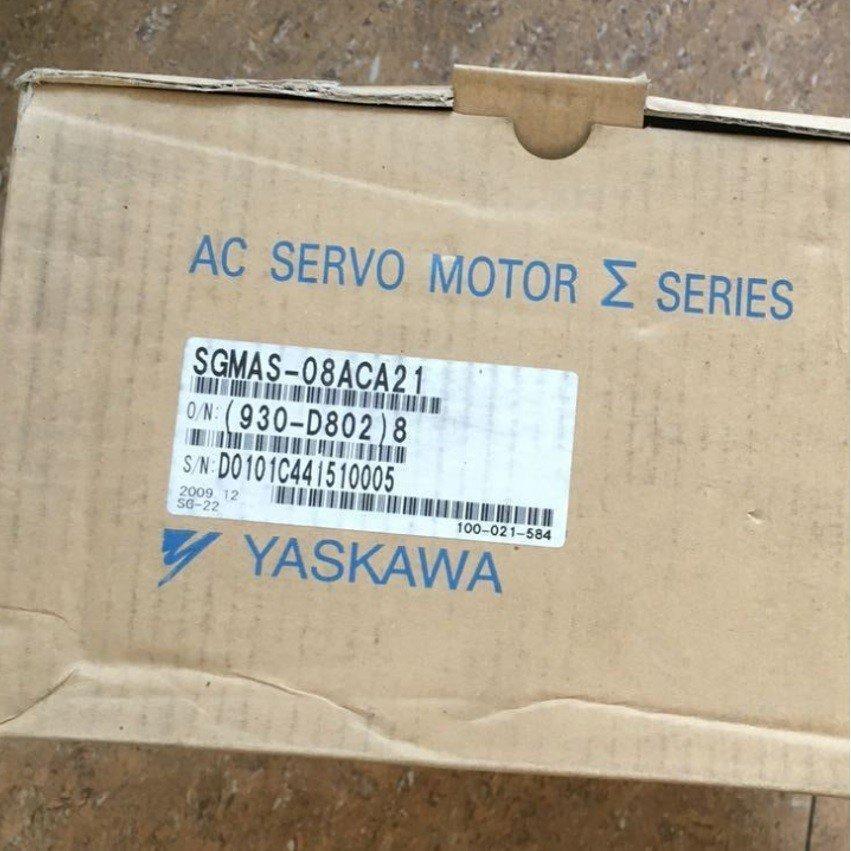 AC SERVO MOTOR Σ SERIES
SGMAS-08ACA21
O/N: (930-D802)8
S/N: D0101C441510005
2009 12
SG-22
100-021-584
YASKAWA